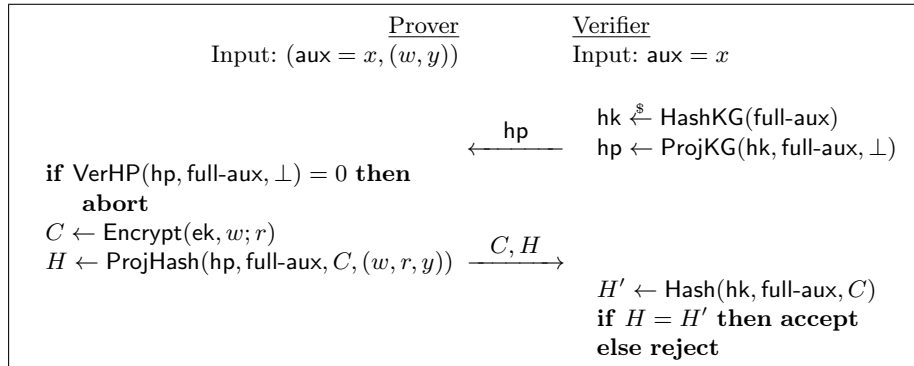 Prover Verifier
Input: (aux = x, (w, y)) Input: aux = x
hk ←$ HashKG(full-aux)
hp
hp ← ProjKG(hk, full-aux, ⊥)
if VerHP(hp, full-aux, ⊥) = 0 then
abort
C ← Encrypt(ek, w; r)
H ← ProjHash(hp, full-aux, C, (w, r, y)) C, H
H′ ← Hash(hk, full-aux, C)
if H = H′ then accept
else reject